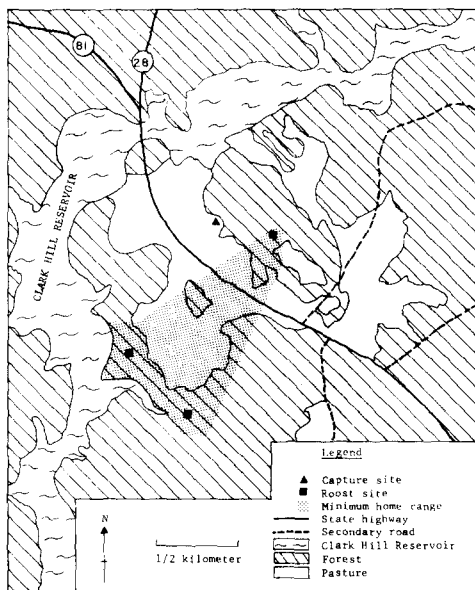 81
28
CLARK HILL RESERVOIR
Legend
Capture site
Roost site
Minimum home range
State highway
Secondary road
Clark Hill Reservoir
Forest
Pasture
N
1/2 kilometer